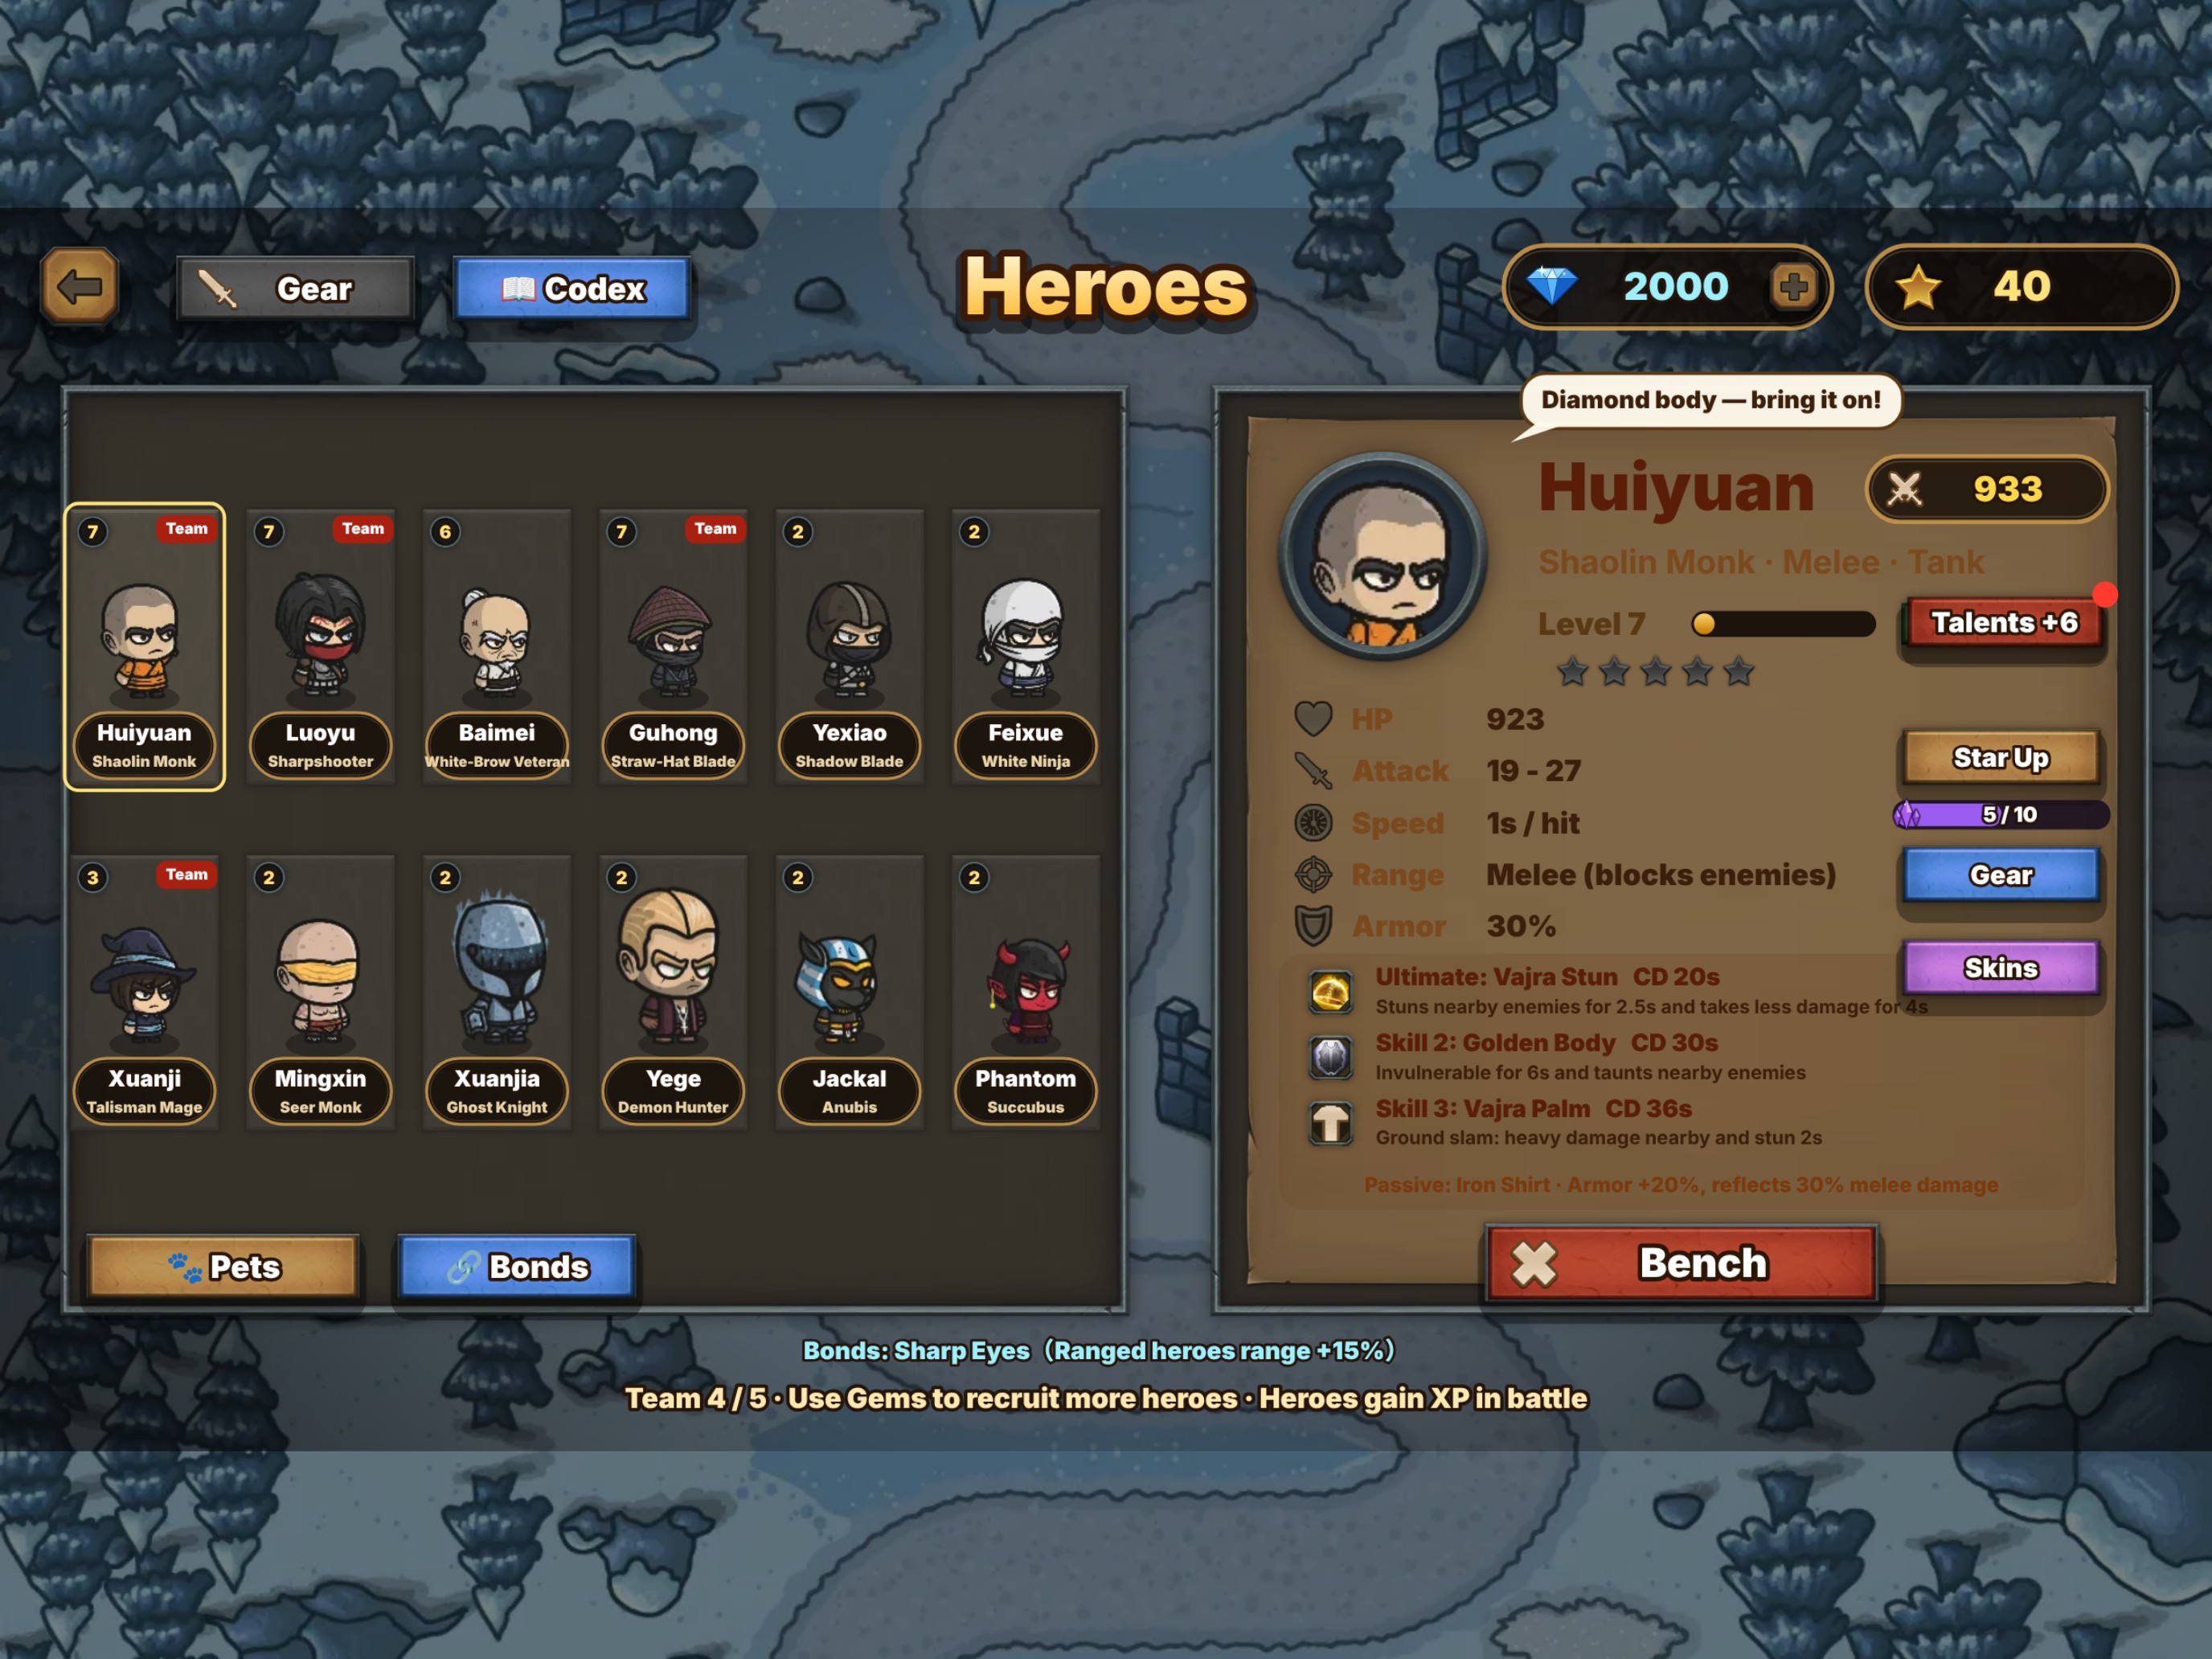 Gear
Codex
Heroes
2000
40
Diamond body — bring it on!
7 Team
7 Team
6
7 Team
2
2
Huiyuan
Shaolin Monk
Luoyu
Sharpshooter
Baimei
White-Brow Veteran
Guhong
Straw-Hat Blade
Yexiao
Shadow Blade
Feixue
White Ninja
3 Team
2
2
2
2
2
Xuanji
Talisman Mage
Mingxin
Seer Monk
Xuanjia
Ghost Knight
Yege
Demon Hunter
Jackal
Anubis
Phantom
Succubus
Pets
Bonds
Huiyuan
933
Shaolin Monk · Melee · Tank
Level 7
Talents +6
HP 923
Attack 19 - 27
Speed 1s / hit
Range Melee (blocks enemies)
Armor 30%
Star Up
5 / 10
Gear
Skins
Ultimate: Vajra Stun CD 20s
Stuns nearby enemies for 2.5s and takes less damage for 4s
Skill 2: Golden Body CD 30s
Invulnerable for 6s and taunts nearby enemies
Skill 3: Vajra Palm CD 36s
Ground slam: heavy damage nearby and stun 2s
Passive: Iron Shirt · Armor +20%, reflects 30% melee damage
Bench
Bonds: Sharp Eyes（Ranged heroes range +15%）
Team 4 / 5 · Use Gems to recruit more heroes · Heroes gain XP in battle